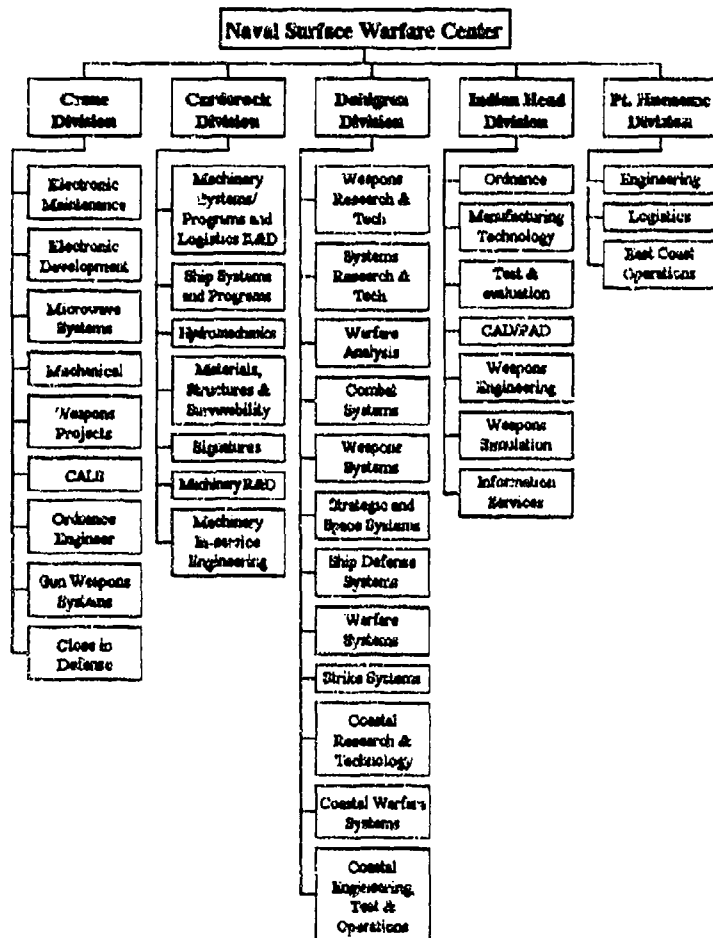 Naval Surface Warfare Center
Crane
Division
Electronic
Maintenance
Electronic
Development
Microwave
Systems
Mechanical
Weapons
Projects
Ordnance
Engineer
Gun Weapons
Systems
Close in
Defense
Carderock
Division
Machinery
Systems/
Programs and
Logistics R&D
Ship Systems
and Programs
Hydromechanics
Materials,
Structures &
Survivability
Signatures
Machinery R&D
Machinery
In-service
Engineering
Dahlgren
Division
Weapons
Research &
Tech
Systems
Research &
Tech
Warfare
Analysis
Combat
Systems
Weapons
Systems
Strategic and
Space Systems
Ship Defense
Systems
Warfare
Systems
Strike Systems
Coastal
Research &
Technology
Coastal Warfare
Systems
Coastal
Engineering,
Test &
Operations
Indian Head
Division
Ordnance
Manufacturing
Technology
Test &
evaluation
CAD/PAD
Weapons
Engineering
Weapons
Simulation
Information
Services
Pt. Hueneme
Division
Engineering
Logistics
East Coast
Operations